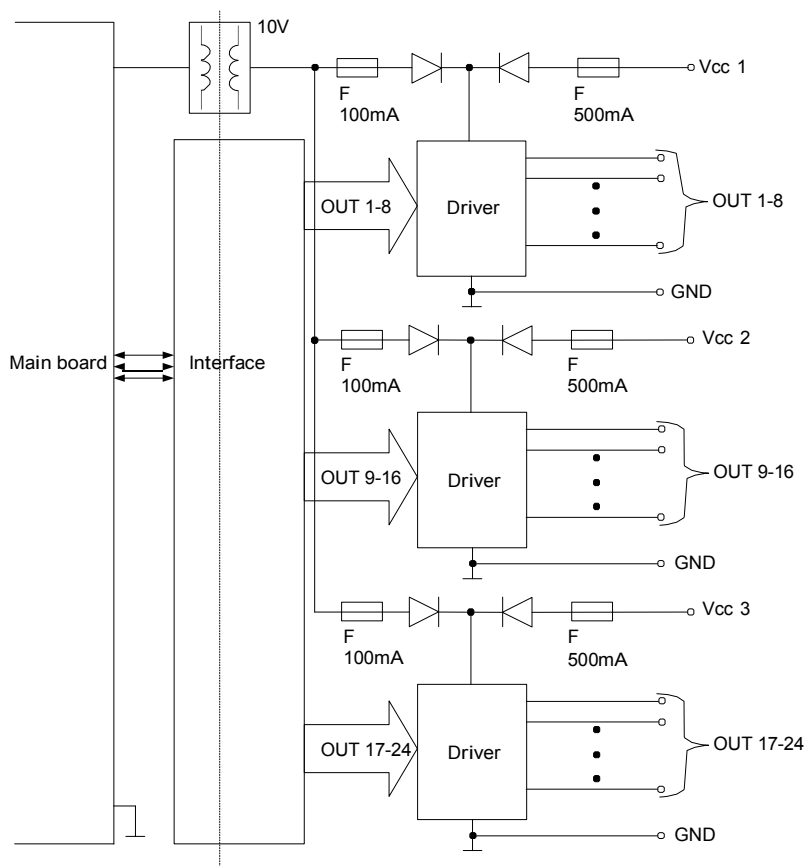 10V
Vcc 1
F
100mA
F
500mA
OUT 1-8
Driver
OUT 1-8
GND
Main board
Interface
Vcc 2
F
100mA
F
500mA
OUT 9-16
Driver
OUT 9-16
GND
Vcc 3
F
100mA
F
500mA
OUT 17-24
Driver
OUT 17-24
GND